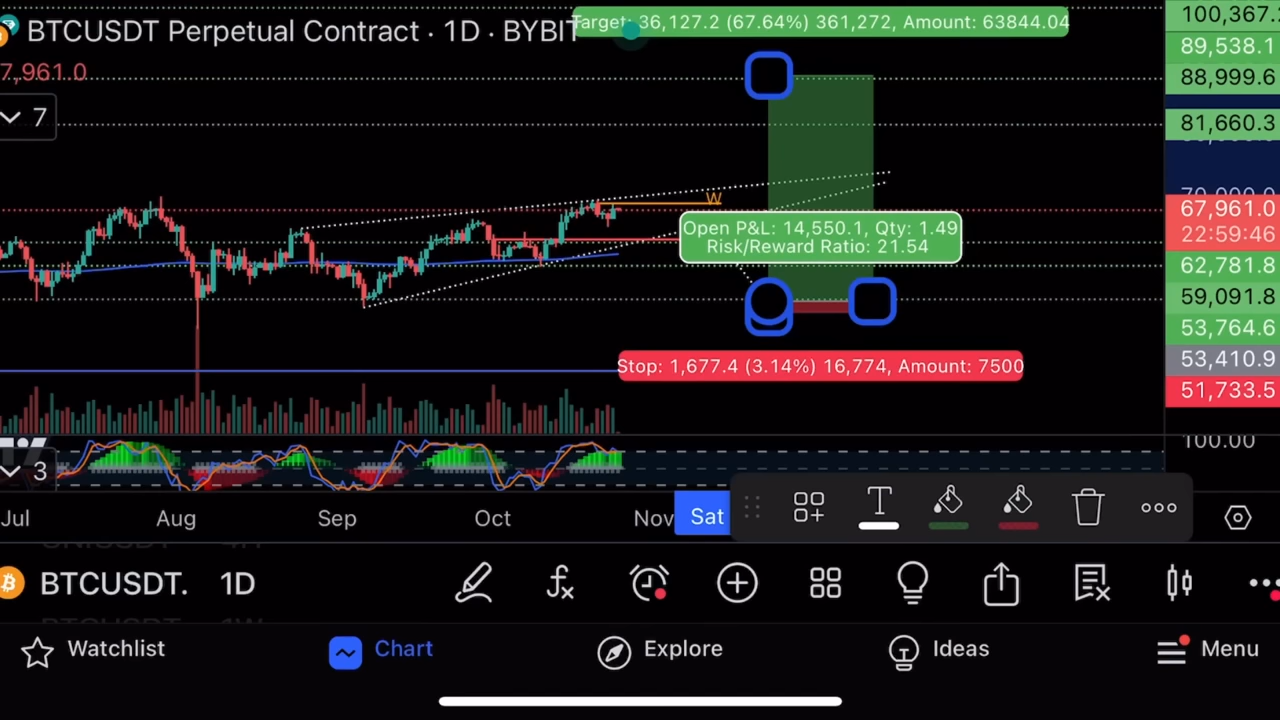 BTCUSDT Perpetual Contract · 1D · BYBIT
Target: 36,127.2 (67.64%) 361,272, Amount: 63844.04
7,961.0
7
W
Open P&L: 14,550.1, Qty: 1.49
Risk/Reward Ratio: 21.54
Stop: 1,677.4 (3.14%) 16,774, Amount: 7500
100,367.
89,538.1
88,999.6
81,660.3
67,961.0
22:59:46
62,781.8
59,091.8
53,764.6
53,410.9
51,733.5
100.00
3
Jul Aug Sep Oct Nov Sat
T
BTCUSDT. 1D
Watchlist Chart Explore Ideas Menu